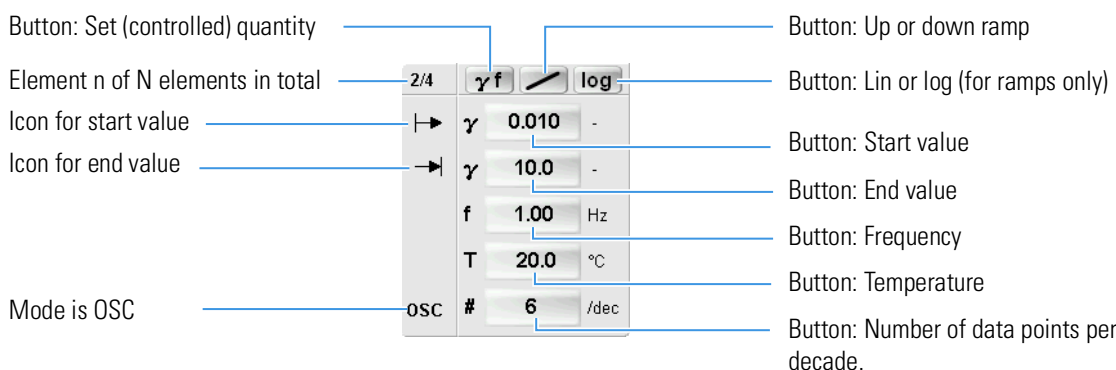 Button: Set (controlled) quantity
Button: Up or down ramp
Element n of N elements in total
2/4 γ f log
Button: Lin or log (for ramps only)
Icon for start value
γ 0.010 -
Button: Start value
Icon for end value
γ 10.0 -
Button: End value
f 1.00 Hz
Button: Frequency
T 20.0 °C
Button: Temperature
Mode is OSC
OSC # 6 /dec
Button: Number of data points per
decade.